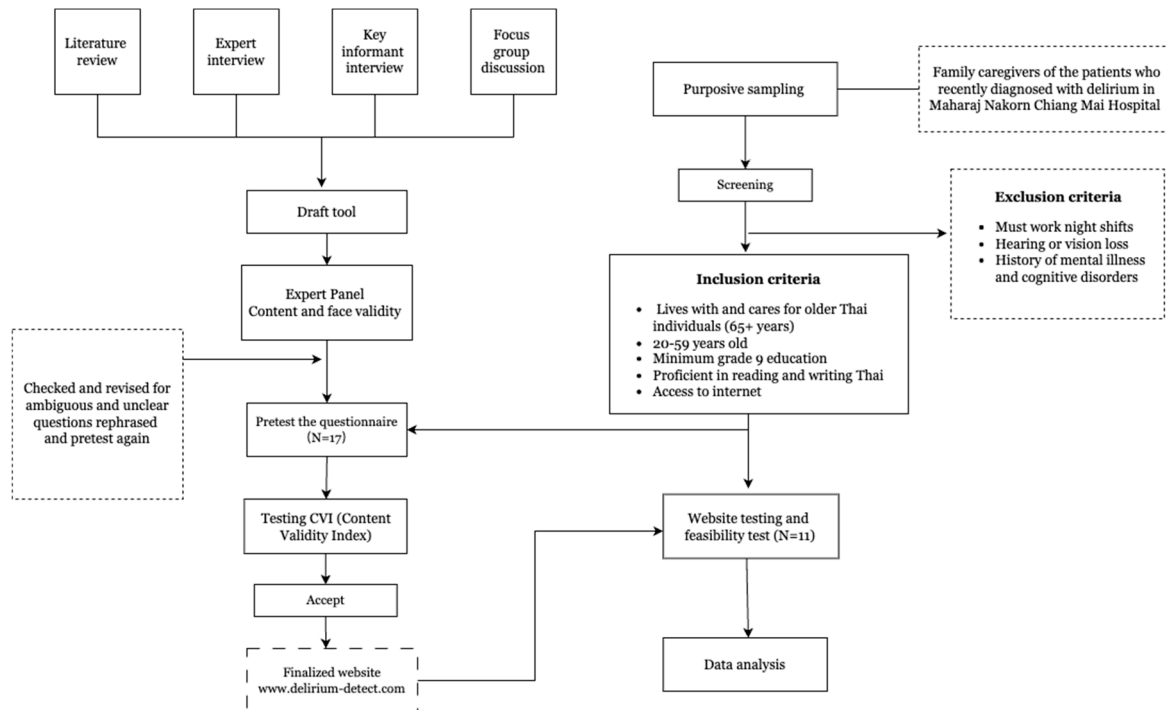 Literature
review
Expert
interview
Key
informant
interview
Focus
group
discussion
Purposive sampling
Family caregivers of the patients who
recently diagnosed with delirium in
Maharaj Nakorn Chiang Mai Hospital
Screening
Exclusion criteria
• Must work night shifts
• Hearing or vision loss
• History of mental illness
and cognitive disorders
Draft tool
Expert Panel
Content and face validity
Inclusion criteria
• Lives with and cares for older Thai
individuals (65+ years)
• 20-59 years old
• Minimum grade 9 education
• Proficient in reading and writing Thai
• Access to internet
Checked and revised for
ambiguous and unclear
questions rephrased
and pretest again
Pretest the questionnaire
(N=17)
Testing CVI (Content
Validity Index)
Website testing and
feasibility test (N=11)
Accept
Finalized website
www.delirium-detect.com
Data analysis